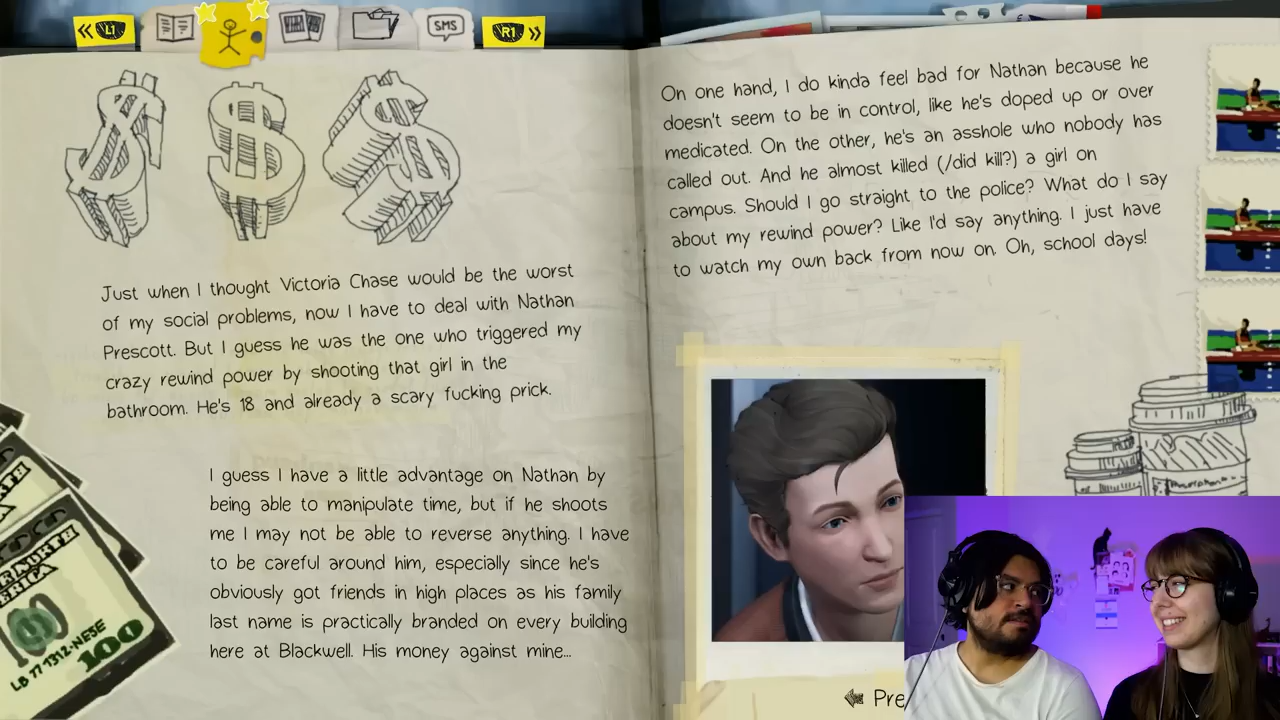 L1
SMS
R1
Just when I thought Victoria Chase would be the worst
of my social problems, now I have to deal with Nathan
Prescott. But I guess he was the one who triggered my
crazy rewind power by shooting that girl in the
bathroom. He's 18 and already a scary fucking prick.
I guess I have a little advantage on Nathan by
being able to manipulate time, but if he shoots
me I may not be able to reverse anything. I have
to be careful around him, especially since he's
obviously got friends in high places as his family
last name is practically branded on every building
here at Blackwell. His money against mine...
LB 77 1312-NESE
100
On one hand, I do kinda feel bad for Nathan because he
doesn't seem to be in control, like he's doped up or over
medicated. On the other, he's an asshole who nobody has
called out. And he almost killed (/did kill?) a girl on
campus. Should I go straight to the police? What do I say
about my rewind power? Like I'd say anything. I just have
to watch my own back from now on. Oh, school days!
Pre